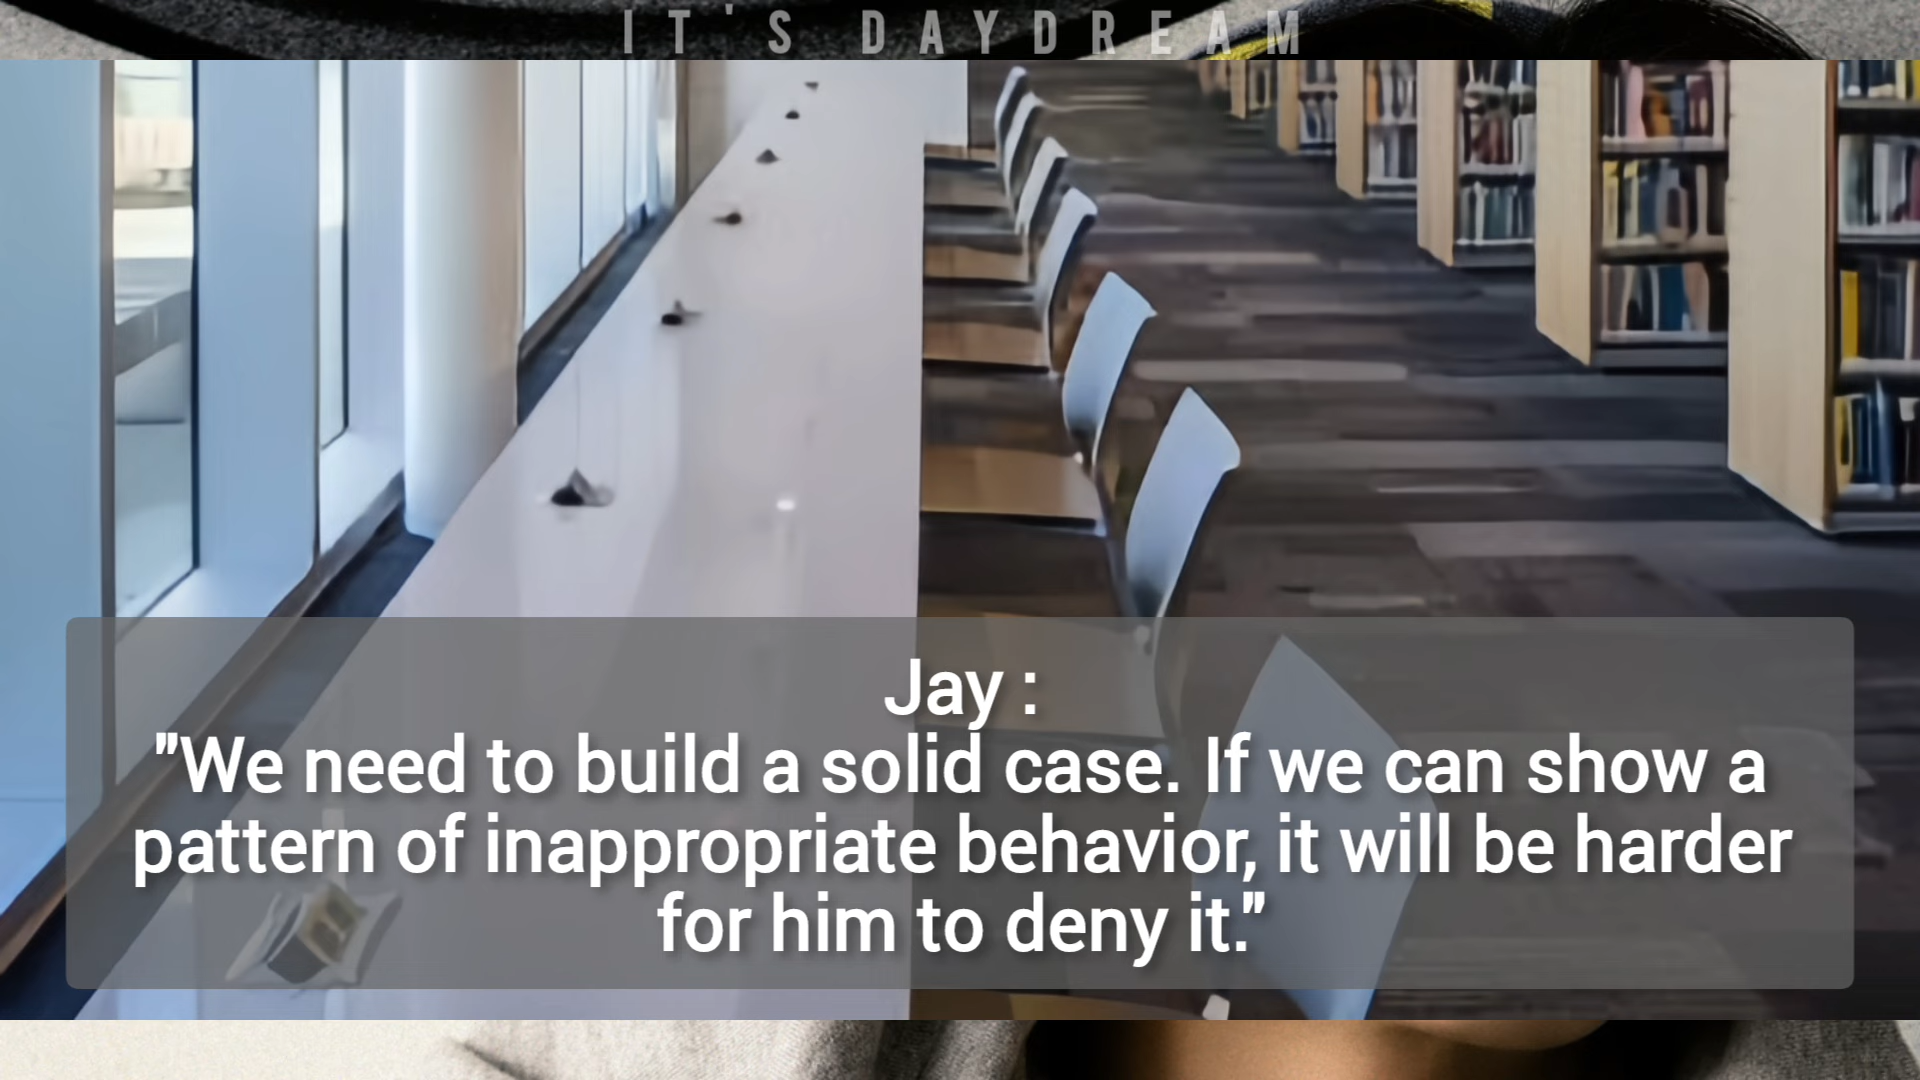 IT'S DAYDREAM
Jay :
"We need to build a solid case. If we can show a
pattern of inappropriate behavior, it will be harder
for him to deny it."